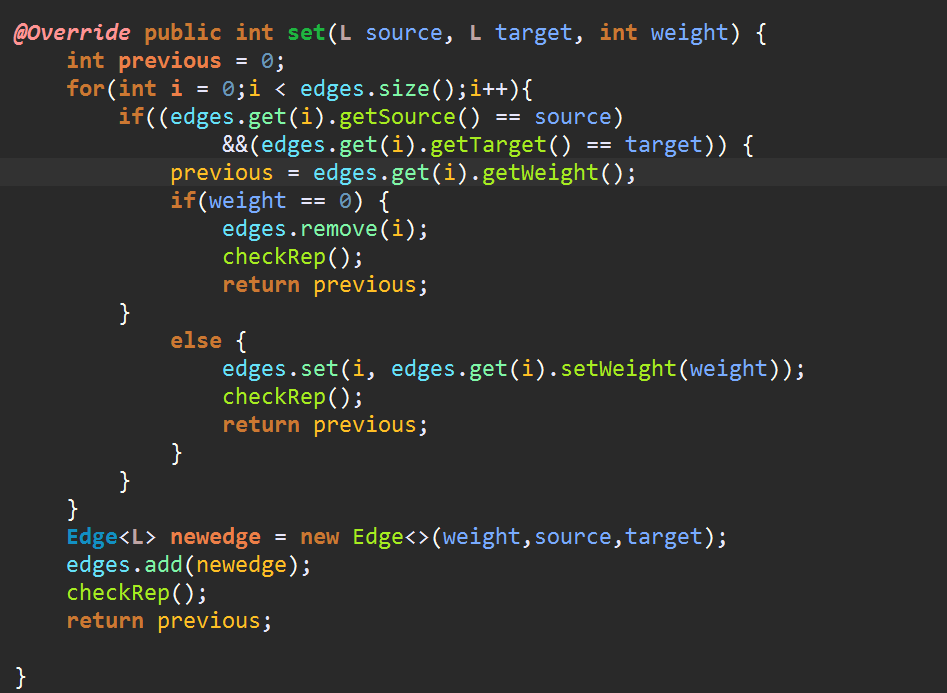 @Override public int set(L source, L target, int weight) {
    int previous = 0;
    for(int i = 0;i < edges.size();i++){
        if((edges.get(i).getSource() == source)
                &&(edges.get(i).getTarget() == target)) {
            previous = edges.get(i).getWeight();
            if(weight == 0) {
                edges.remove(i);
                checkRep();
                return previous;
        }
            else {
                edges.set(i, edges.get(i).setWeight(weight));
                checkRep();
                return previous;
            }
        }
    }
    Edge<L> newedge = new Edge<>(weight,source,target);
    edges.add(newedge);
    checkRep();
    return previous;

}